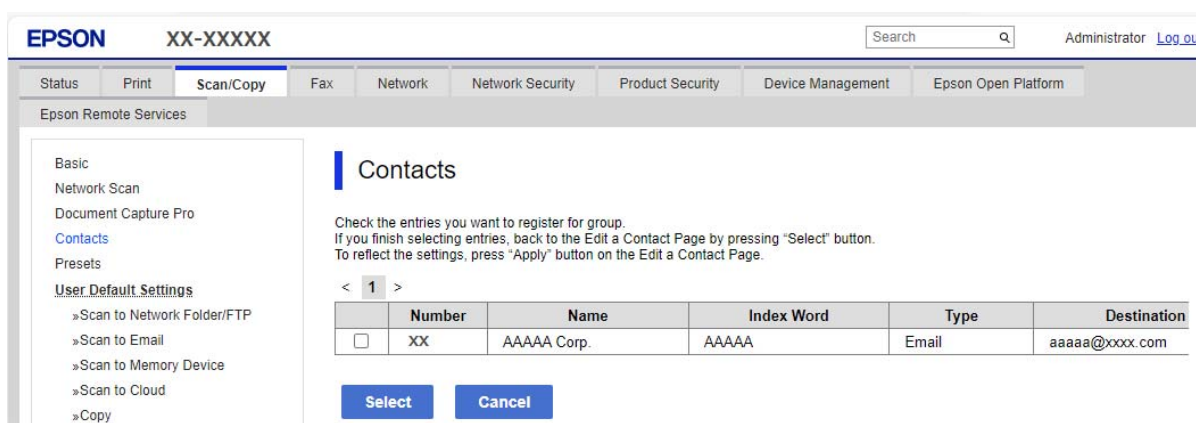 EPSON XX-XXXXX Search Administrator Log ou
Status Print Scan/Copy Fax Network Network Security Product Security Device Management Epson Open Platform
Epson Remote Services
Basic
Network Scan
Document Capture Pro
Contacts
Presets
User Default Settings
»Scan to Network Folder/FTP
»Scan to Email
»Scan to Memory Device
»Scan to Cloud
»Copy
Contacts
Check the entries you want to register for group.
If you finish selecting entries, back to the Edit a Contact Page by pressing “Select” button.
To reflect the settings, press “Apply” button on the Edit a Contact Page.
< 1 >
Number Name Index Word Type Destination
XX AAAAA Corp. AAAAA Email aaaaa@xxxx.com
Select Cancel